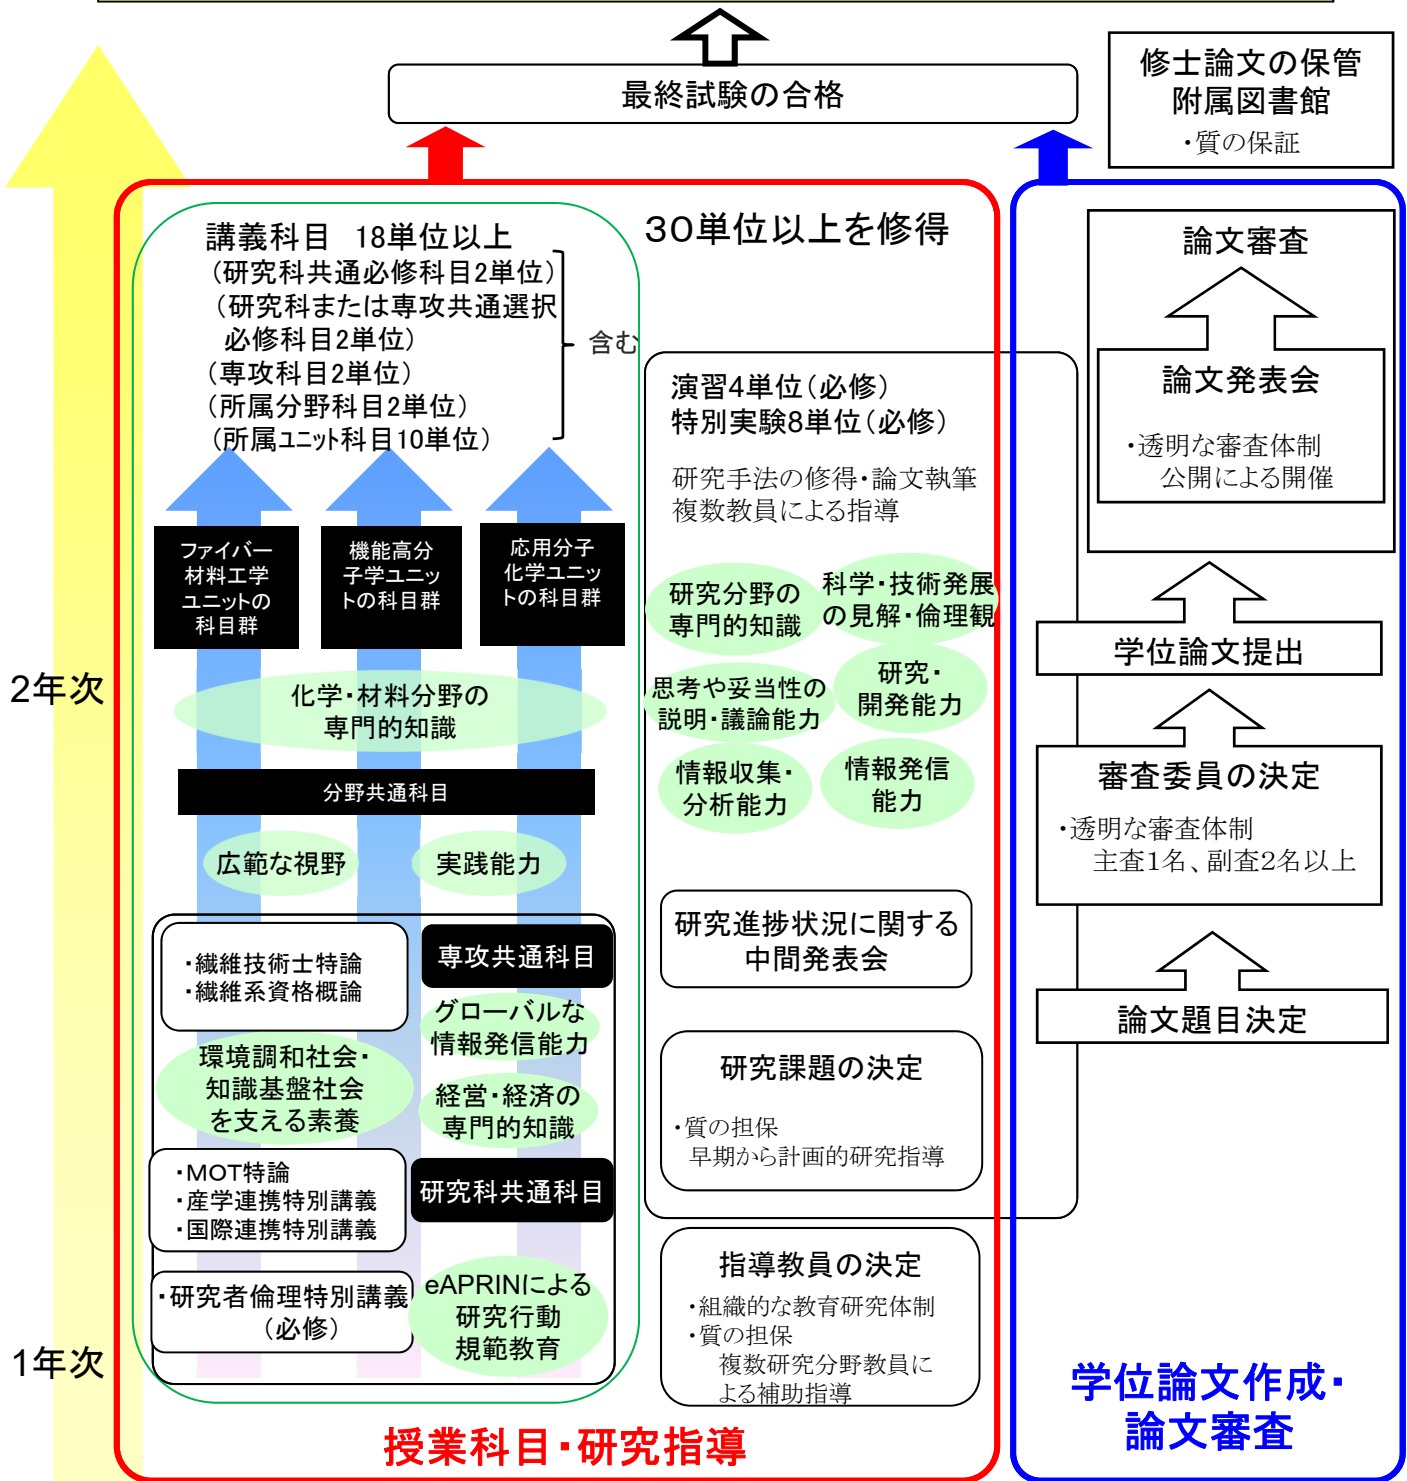 最終試験の合格
修士論文の保管
附属図書館
・質の保証
講義科目 18単位以上
(研究科共通必修科目2単位)
(研究科または専攻共通選択
必修科目2単位)
(専攻科目2単位)
(所属分野科目2単位)
(所属ユニット科目10単位)
含む
30単位以上を修得
演習4単位(必修)
特別実験8単位(必修)
研究手法の修得・論文執筆
複数教員による指導
論文審査
論文発表会
・透明な審査体制
公開による開催
ファイバー
材料工学
ユニットの
科目群
機能高分
子学ユニッ
トの科目群
応用分子
化学ユニッ
トの科目群
研究分野の
専門的知識
科学・技術発展
の見解・倫理観
思考や妥当性の
説明・議論能力
研究・
開発能力
情報収集・
分析能力
情報発信
能力
学位論文提出
2年次
化学・材料分野の
専門的知識
分野共通科目
広範な視野
実践能力
審査委員の決定
・透明な審査体制
主査1名、副査2名以上
・繊維技術士特論
・繊維系資格概論
専攻共通科目
グローバルな
情報発信能力
研究進捗状況に関する
中間発表会
論文題目決定
環境調和社会・
知識基盤社会
を支える素養
経営・経済の
専門的知識
研究課題の決定
・質の担保
早期から計画的研究指導
・MOT特論
・産学連携特別講義
・国際連携特別講義
研究科共通科目
・研究者倫理特別講義
(必修)
eAPRINによる
研究行動
規範教育
指導教員の決定
・組織的な教育研究体制
・質の担保
複数研究分野教員に
よる補助指導
1年次
授業科目・研究指導
学位論文作成・
論文審査